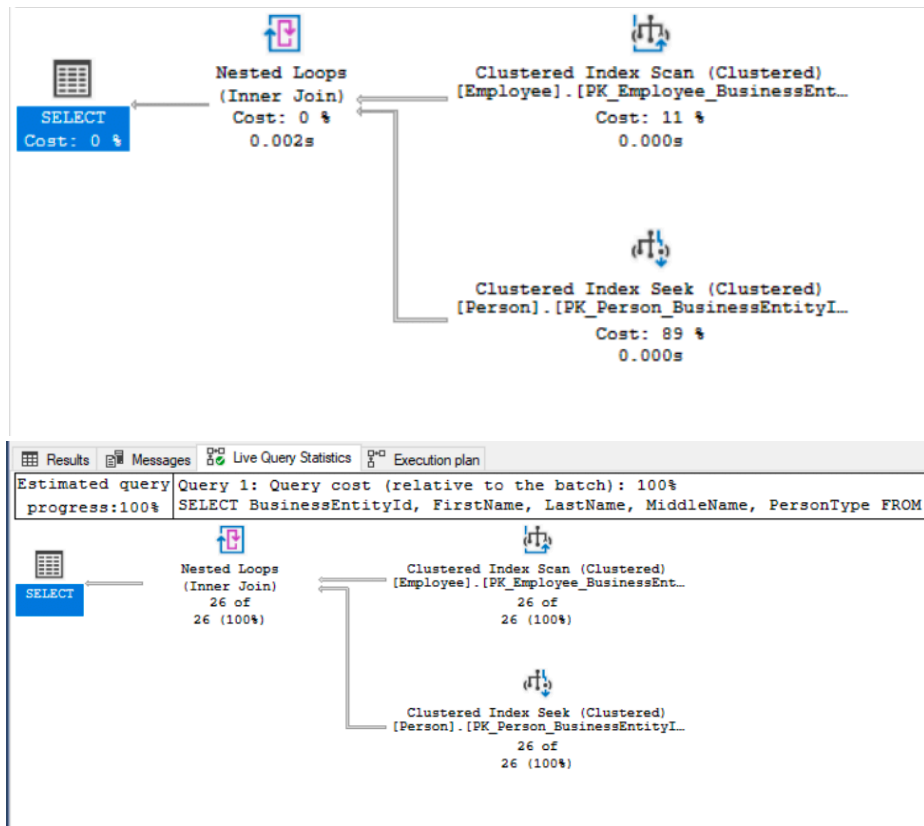 Nested Loops
(Inner Join)
Cost: 0 %
0.002s
SELECT
Cost: 0 %
Clustered Index Scan (Clustered)
[Employee].[PK_Employee_BusinessEnt…
Cost: 11 %
0.000s
Clustered Index Seek (Clustered)
[Person].[PK_Person_BusinessEntityI…
Cost: 89 %
0.000s
Results Messages Live Query Statistics Execution plan
Estimated query progress:100%
Query 1: Query cost (relative to the batch): 100%
SELECT BusinessEntityId, FirstName, LastName, MiddleName, PersonType FROM
SELECT
Nested Loops
(Inner Join)
26 of
26 (100%)
Clustered Index Scan (Clustered)
[Employee].[PK_Employee_BusinessEnt…
26 of
26 (100%)
Clustered Index Seek (Clustered)
[Person].[PK_Person_BusinessEntityI…
26 of
26 (100%)